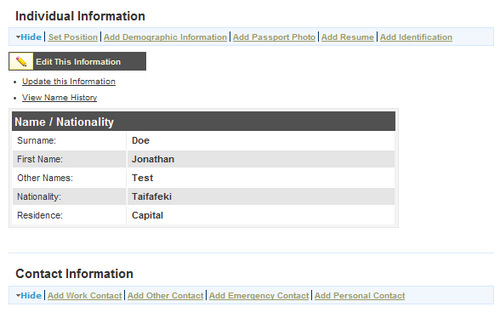 Individual Information
Hide | Set Position | Add Demographic Information | Add Passport Photo | Add Resume | Add Identification
Edit This Information
• Update this Information
• View Name History
Name / Nationality
Surname: Doe
First Name: Jonathan
Other Names: Test
Nationality: Taifafeki
Residence: Capital
Contact Information
Hide | Add Work Contact | Add Other Contact | Add Emergency Contact | Add Personal Contact